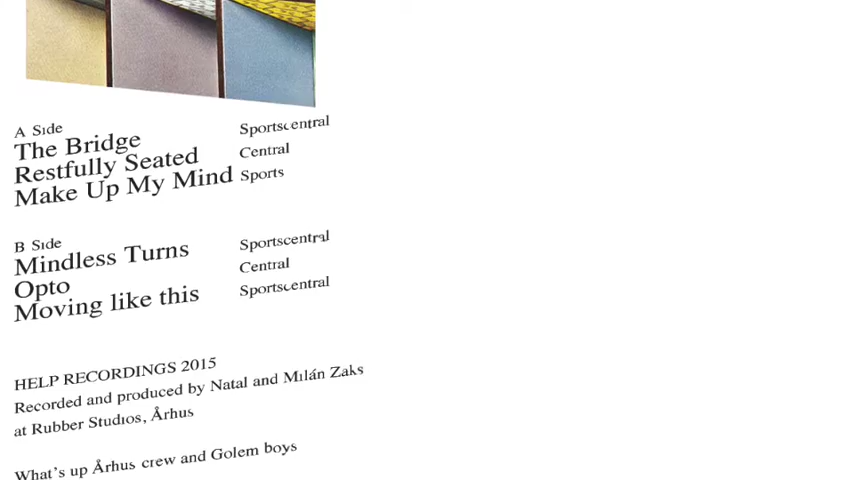 A Side
The Bridge Sportscentral
Restfully Seated Central
Make Up My Mind Sports
B Side
Mindless Turns Sportscentral
Opto Central
Moving like this Sportscentral
HELP RECORDINGS 2015
Recorded and produced by Natal and Milán Zaks
at Rubber Studios, Århus
What's up Århus crew and Golem boys